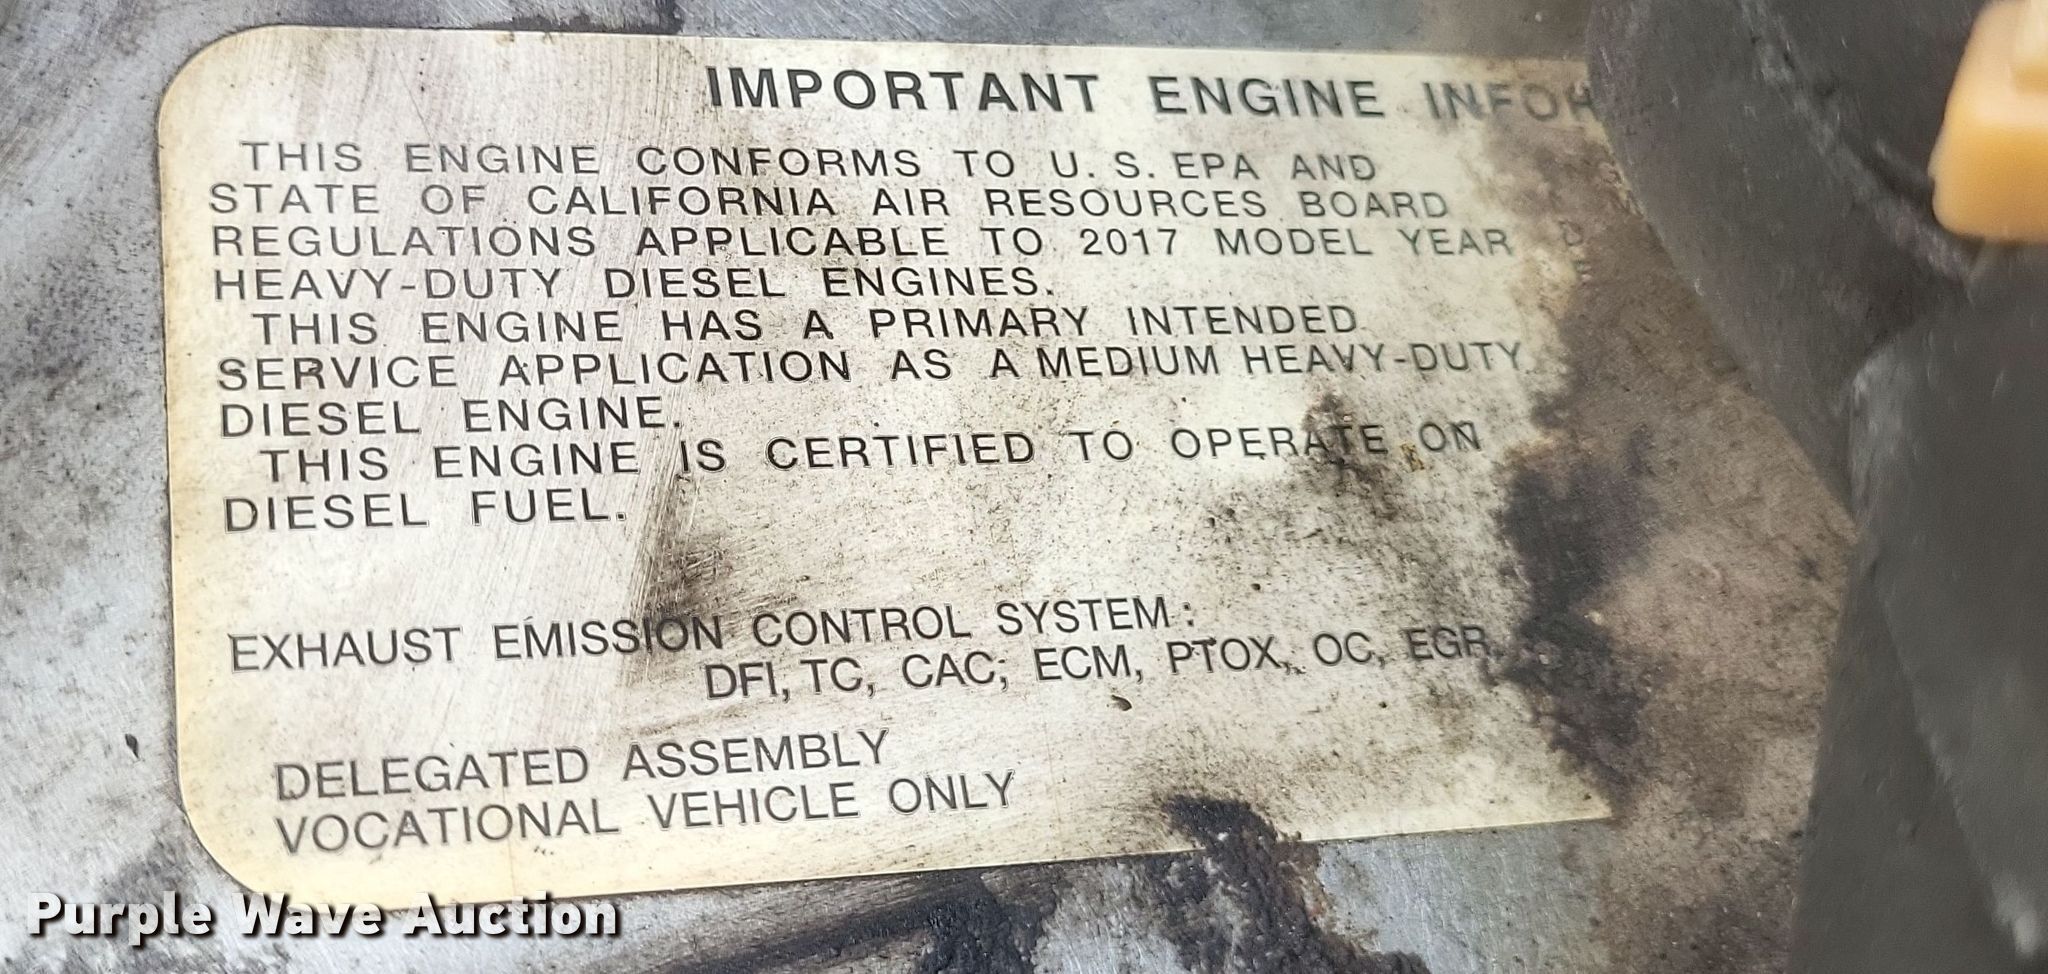 IMPORTANT ENGINE
THIS ENGINE CONFORMS TO U.S. EPA AND
STATE OF CALIFORNIA AIR RESOURCES BOARD
REGULATIONS APPLICABLE TO 2017 MODEL YEAR
HEAVY-DUTY DIESEL ENGINES.
THIS ENGINE HAS A PRIMARY INTENDED
SERVICE APPLICATION AS A MEDIUM HEAVY-DUTY
DIESEL ENGINE.
THIS ENGINE IS CERTIFIED TO OPERATE ON
DIESEL FUEL.
EXHAUST EMISSION CONTROL SYSTEM:
DFI, TC, CAC; ECM, PTOX, OC, EGR,
DELEGATED ASSEMBLY
VOCATIONAL VEHICLE ONLY
Purple Wave Auction